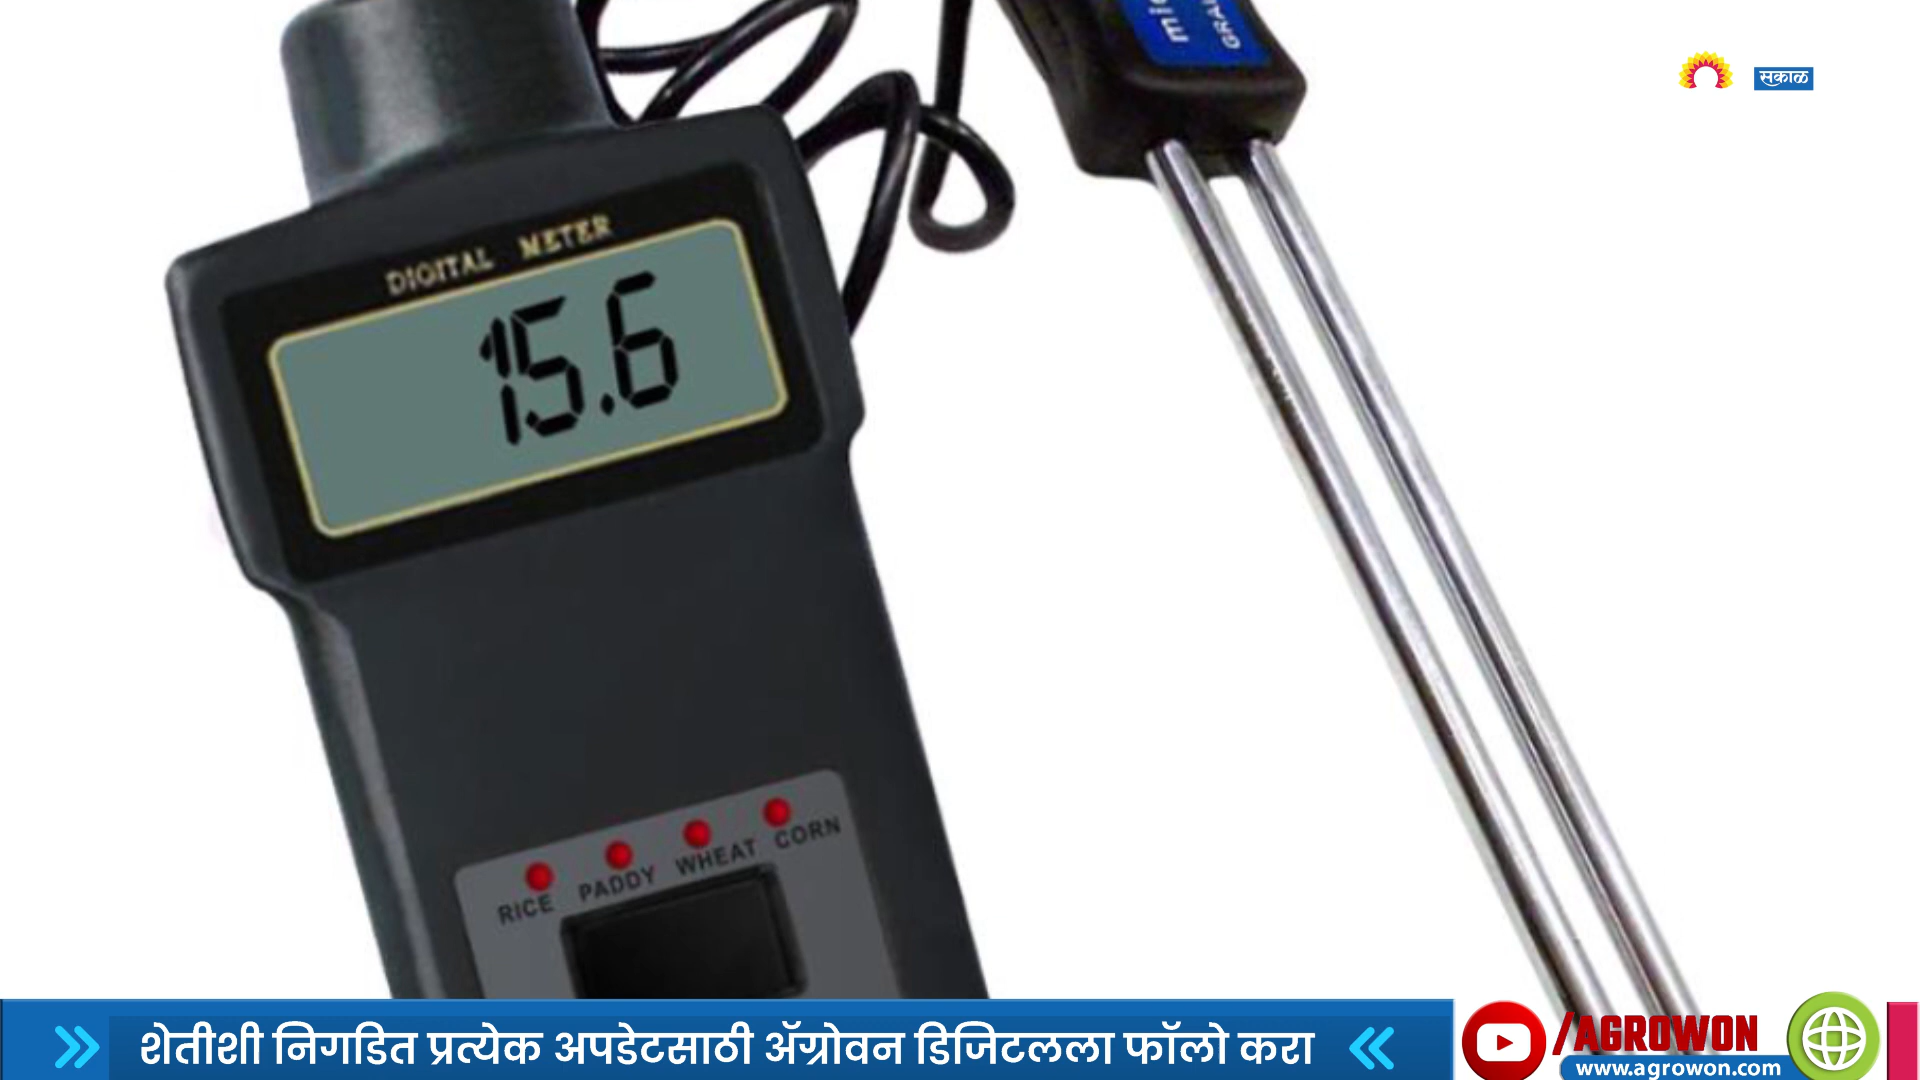 सकाळ
DIGITAL METER
15.6
RICE PADDY WHEAT CORN
शेतीशी निगडित प्रत्येक अपडेटसाठी ॲग्रोवन डिजिटलला फॉलो करा
/AGROWON
www.agrowon.com